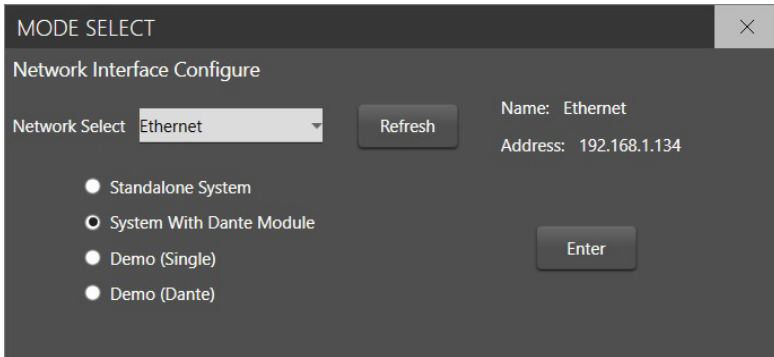 MODE SELECT
Network Interface Configure
Network Select Ethernet Refresh
Name: Ethernet
Address: 192.168.1.134
Standalone System
System With Dante Module
Demo (Single)
Demo (Dante)
Enter